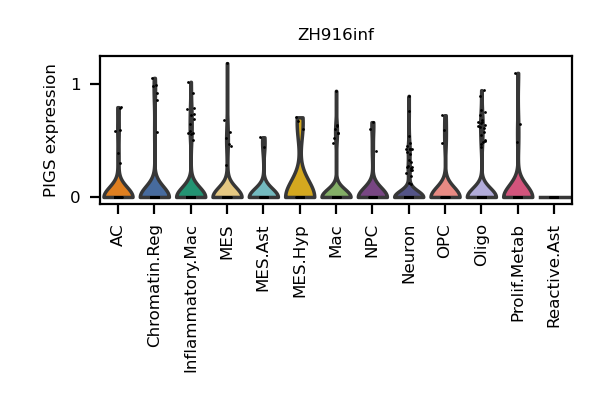 ZH916inf
PIGS expression
1
0
AC
Chromatin.Reg
Inflammatory.Mac
MES
MES.Ast
MES.Hyp
Mac
NPC
Neuron
OPC
Oligo
Prolif.Metab
Reactive.Ast